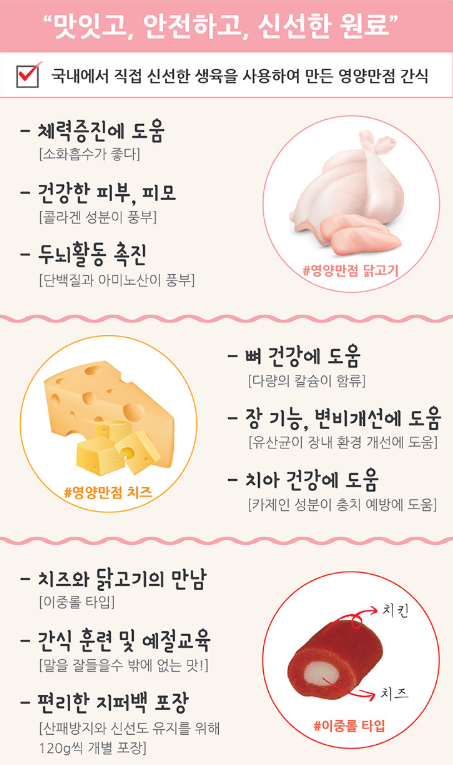 “맛잇고, 안전하고, 신선한 원료”
국내에서 직접 신선한 생육을 사용하여 만든 영양만점 간식
- 체력증진에 도움
[소화흡수가 좋다]
- 건강한 피부, 피모
[콜라겐 성분이 풍부]
- 두뇌활동 촉진
[단백질과 아미노산이 풍부]
#영양만점 닭고기
- 뼈 건강에 도움
[다량의 칼슘이 함류]
- 장 기능, 변비개선에 도움
[유산균이 장내 환경 개선에 도움]
- 치아 건강에 도움
[카제인 성분이 충치 예방에 도움]
#영양만점 치즈
- 치즈와 닭고기의 만남
[이중롤 타입]
- 간식 훈련 및 예절교육
[말을 잘들을수 밖에 없는 맛!]
- 편리한 지퍼백 포장
[산패방지와 신선도 유지를 위해
120g씩 개별 포장]
치킨
치즈
#이중롤 타입